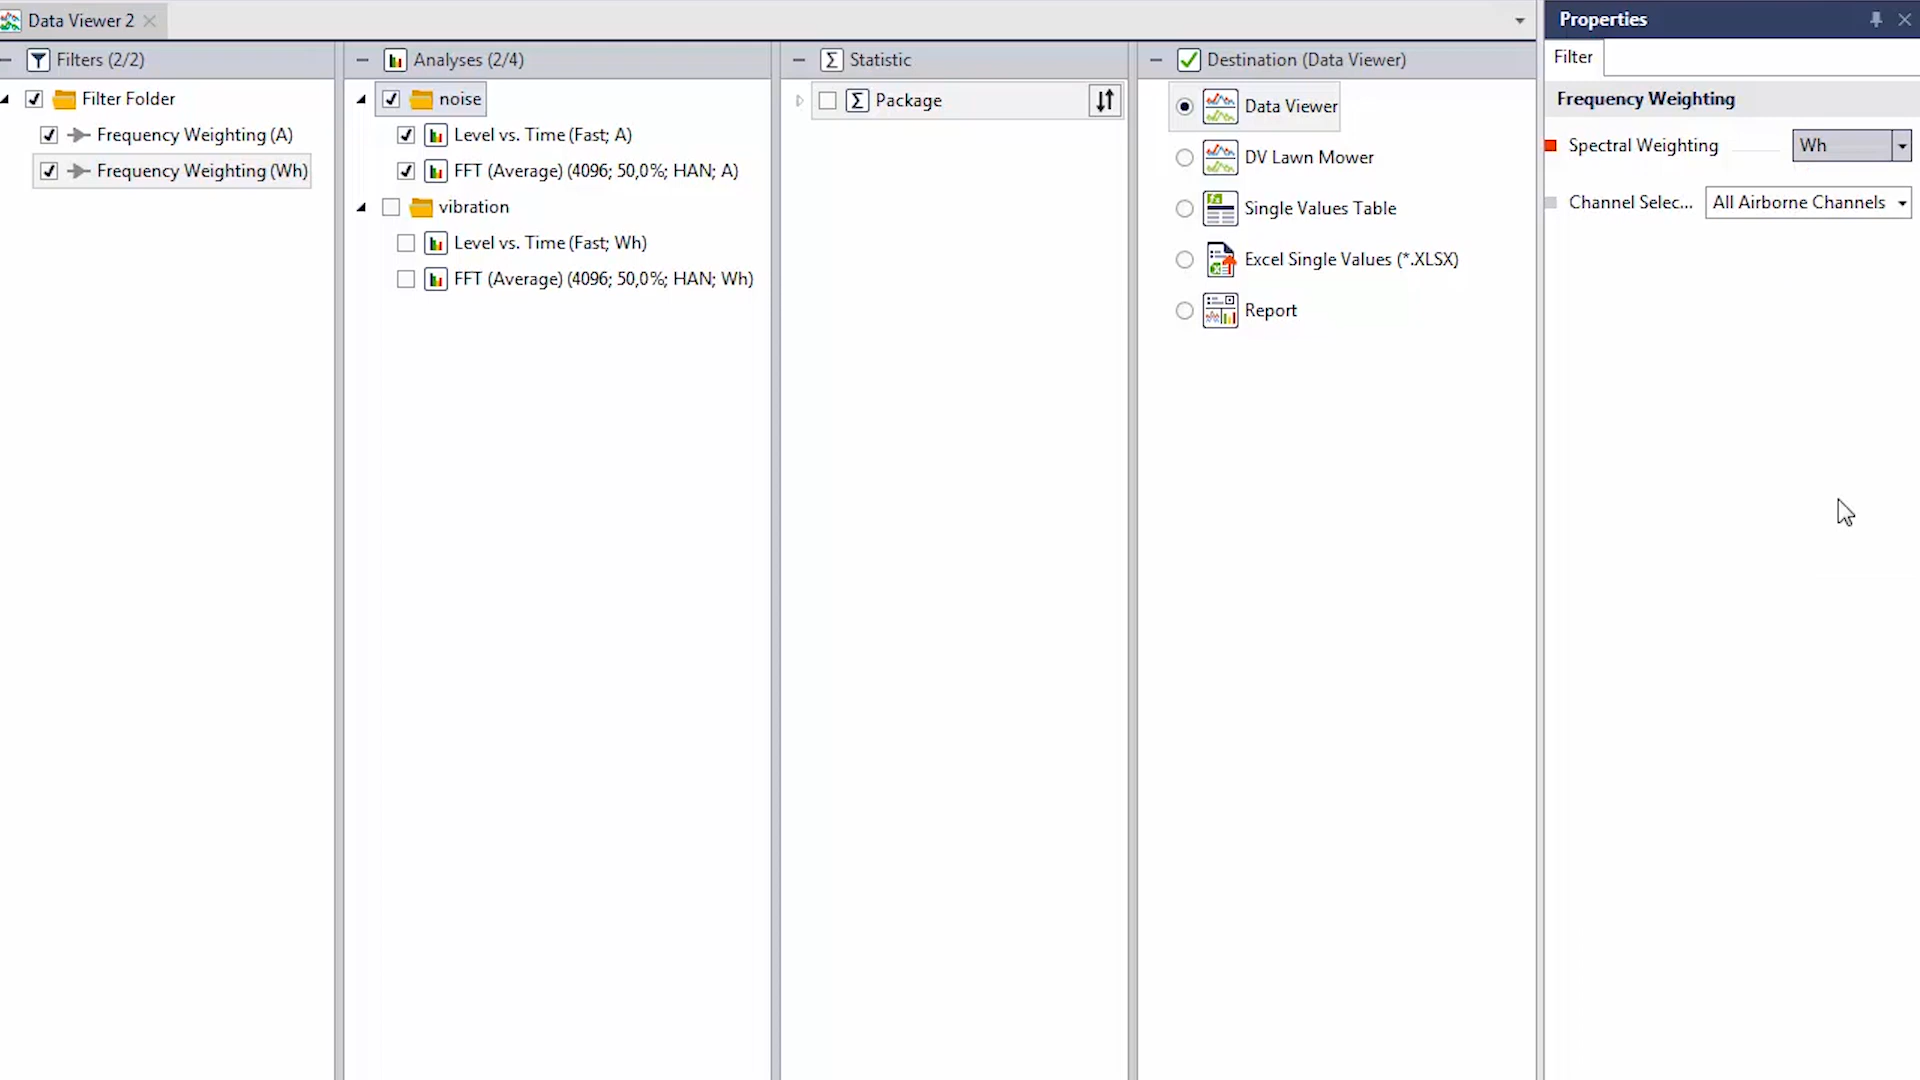 Data Viewer 2
Filters (2/2)
Filter Folder
Frequency Weighting (A)
Frequency Weighting (Wh)
Analyses (2/4)
noise
Level vs. Time (Fast; A)
FFT (Average) (4096; 50,0%; HAN; A)
vibration
Level vs. Time (Fast; Wh)
FFT (Average) (4096; 50,0%; HAN; Wh)
Statistic
Package
Destination (Data Viewer)
Data Viewer
DV Lawn Mower
Single Values Table
Excel Single Values (*.XLSX)
Report
Properties
Filter
Frequency Weighting
Spectral Weighting Wh
Channel Selec... All Airborne Channels